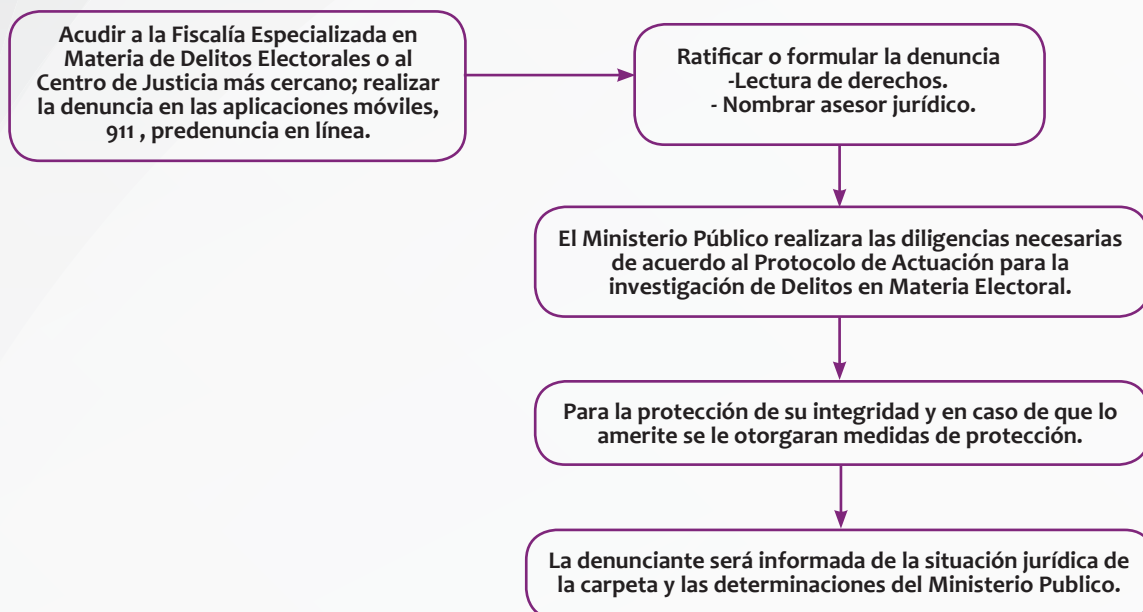 Acudir a la Fiscalía Especializada en
Materia de Delitos Electorales o al
Centro de Justicia más cercano; realizar
la denuncia en las aplicaciones móviles,
911 , predenuncia en línea.
Ratificar o formular la denuncia
-Lectura de derechos.
- Nombrar asesor jurídico.
El Ministerio Público realizara las diligencias necesarias
de acuerdo al Protocolo de Actuación para la
investigación de Delitos en Materia Electoral.
Para la protección de su integridad y en caso de que lo
amerite se le otorgaran medidas de protección.
La denunciante será informada de la situación jurídica de
la carpeta y las determinaciones del Ministerio Publico.